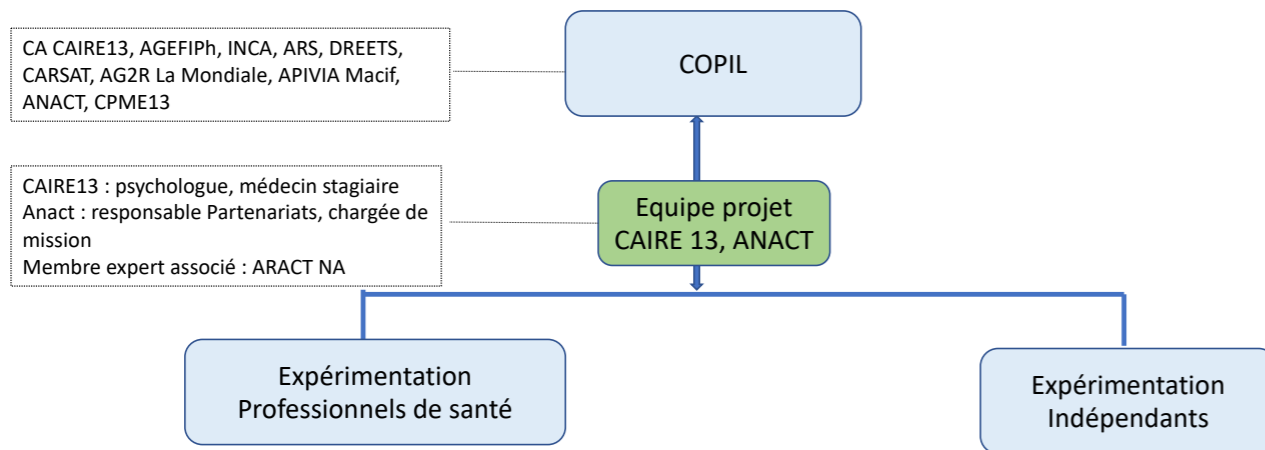 CA CAIRE13, AGEFIPh, INCA, ARS, DREETS,
CARSAT, AG2R La Mondiale, APIVIA Macif,
ANACT, CPME13
COPIL
CAIRE13 : psychologue, médecin stagiaire
Anact : responsable Partenariats, chargée de
mission
Membre expert associé : ARACT NA
Equipe projet
CAIRE 13, ANACT
Expérimentation
Professionnels de santé
Expérimentation
Indépendants